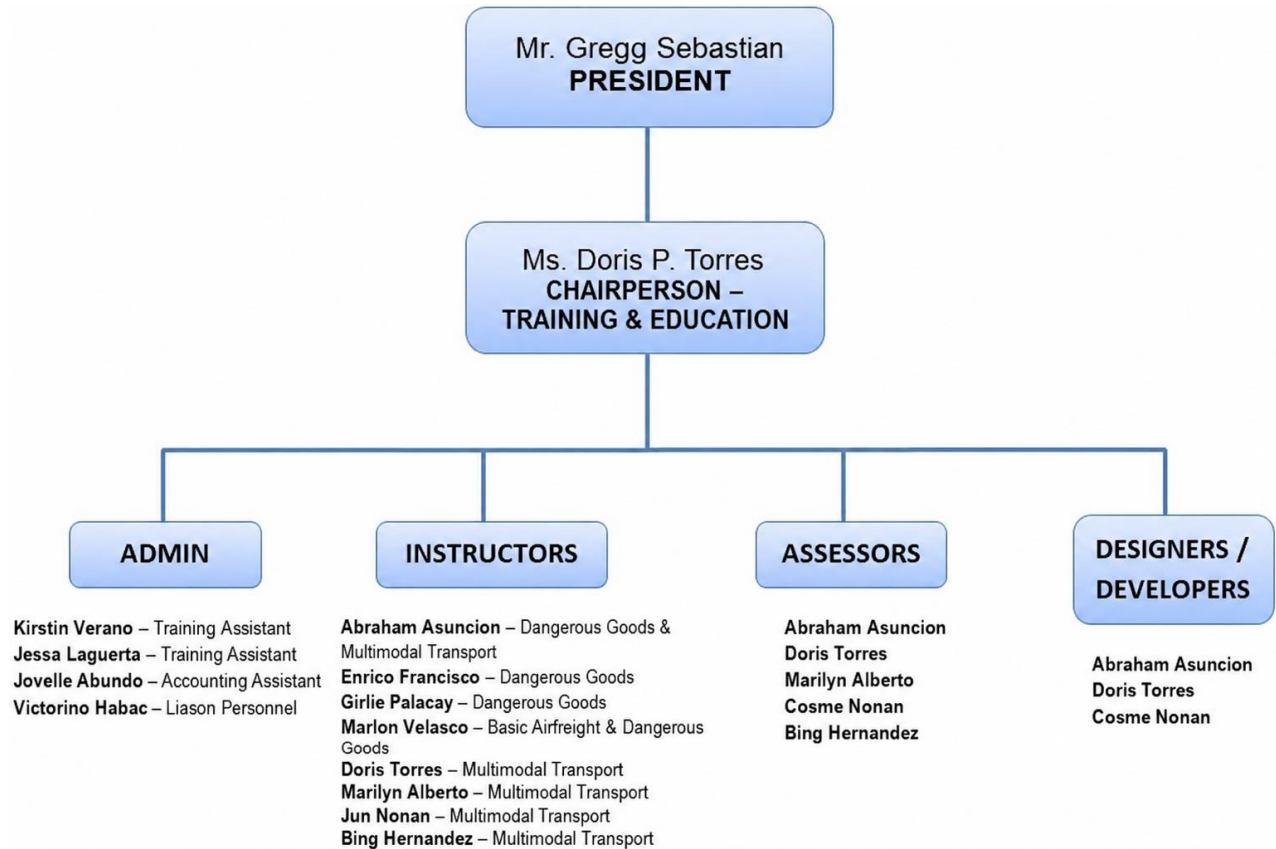 Mr. Gregg Sebastian
PRESIDENT
Ms. Doris P. Torres
CHAIRPERSON –
TRAINING & EDUCATION
ADMIN
Kirstin Verano – Training Assistant
Jessa Laguerta – Training Assistant
Jovelle Abundo – Accounting Assistant
Victorino Habac – Liason Personnel
INSTRUCTORS
Abraham Asuncion – Dangerous Goods &
Multimodal Transport
Enrico Francisco – Dangerous Goods
Girlie Palacay – Dangerous Goods
Marlon Velasco – Basic Airfreight & Dangerous
Goods
Doris Torres – Multimodal Transport
Marilyn Alberto – Multimodal Transport
Jun Nonan – Multimodal Transport
Bing Hernandez – Multimodal Transport
ASSESSORS
Abraham Asuncion
Doris Torres
Marilyn Alberto
Cosme Nonan
Bing Hernandez
DESIGNERS /
DEVELOPERS
Abraham Asuncion
Doris Torres
Cosme Nonan